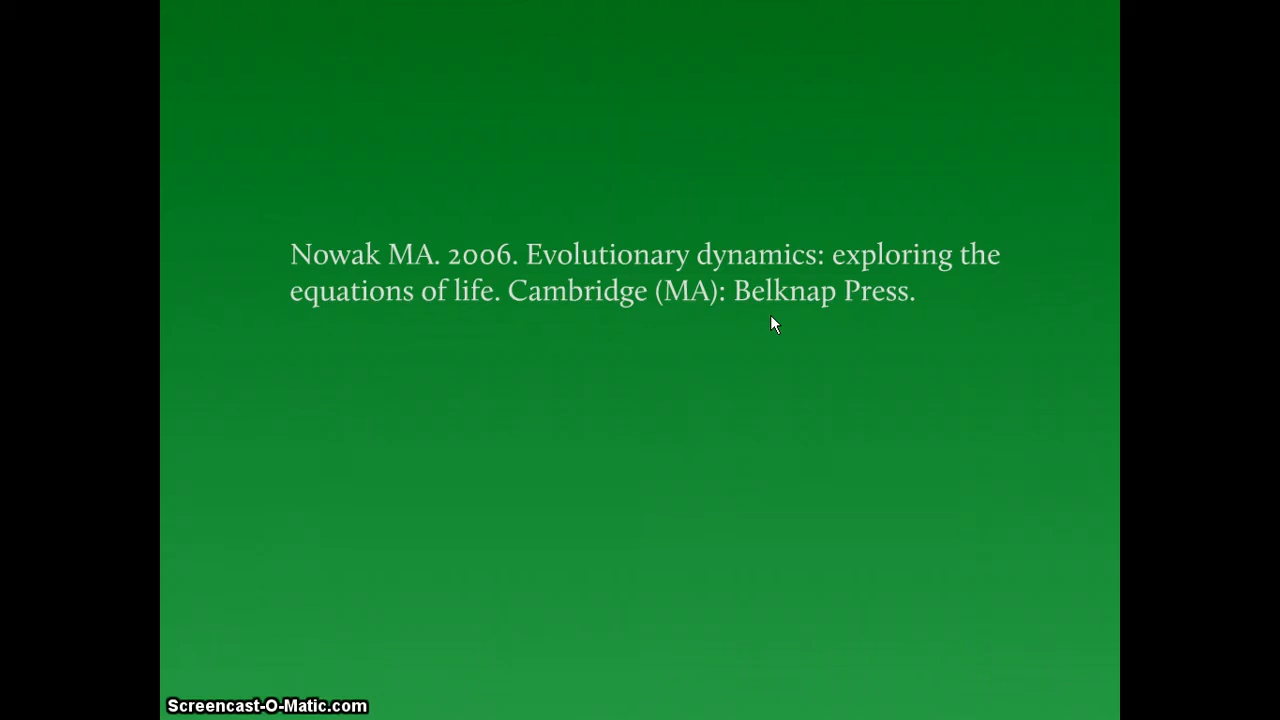 Nowak MA. 2006. Evolutionary dynamics: exploring the
equations of life. Cambridge (MA): Belknap Press.
Screencast-O-Matic.com